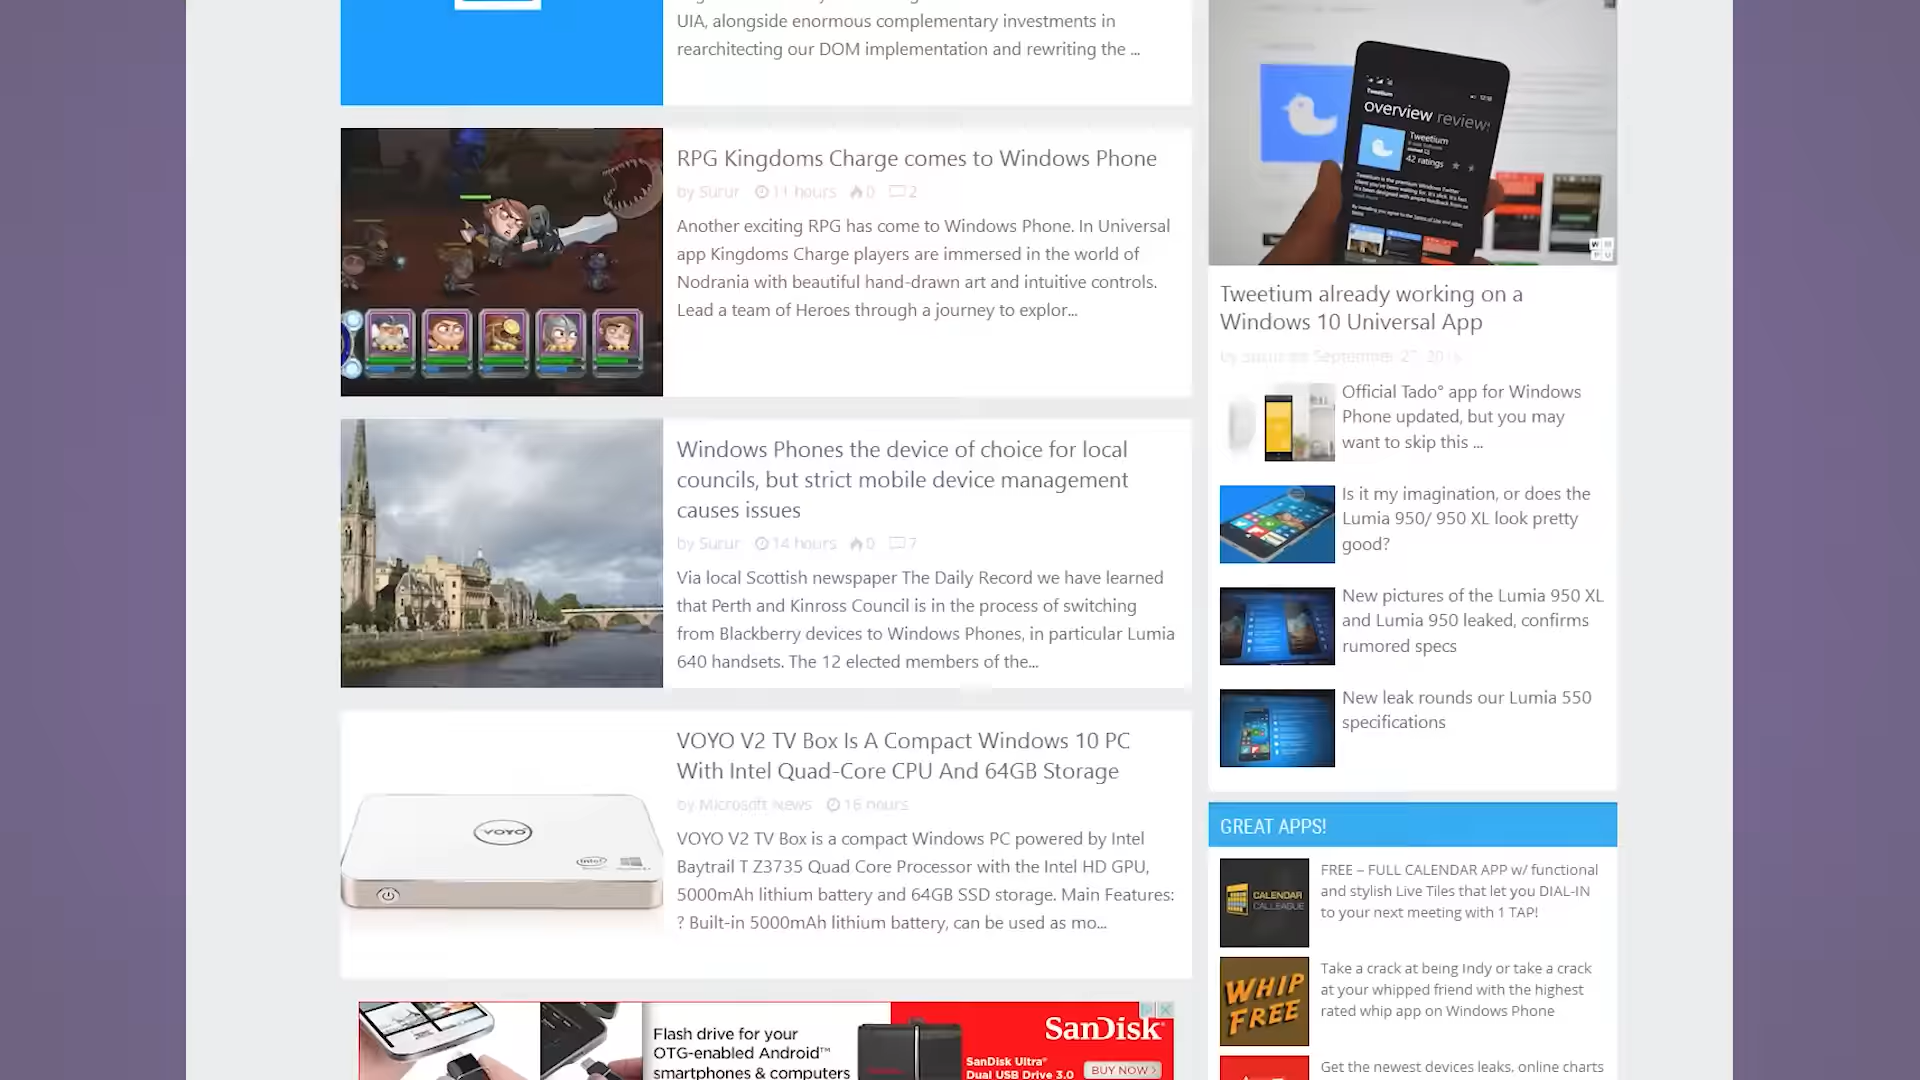 UIA, alongside enormous complementary investments in
rearchitecting our DOM implementation and rewriting the ...
RPG Kingdoms Charge comes to Windows Phone
by Surur 11 hours 0 2
Another exciting RPG has come to Windows Phone. In Universal
app Kingdoms Charge players are immersed in the world of
Nodrania with beautiful hand-drawn art and intuitive controls.
Lead a team of Heroes through a journey to explor...
Windows Phones the device of choice for local
councils, but strict mobile device management
causes issues
by Surur 14 hours 0 7
Via local Scottish newspaper The Daily Record we have learned
that Perth and Kinross Council is in the process of switching
from Blackberry devices to Windows Phones, in particular Lumia
640 handsets. The 12 elected members of the...
VOYO
intel
VOYO V2 TV Box Is A Compact Windows 10 PC
With Intel Quad-Core CPU And 64GB Storage
by Microsoft News 16 hours
VOYO V2 TV Box is a compact Windows PC powered by Intel
Baytrail T Z3735 Quad Core Processor with the Intel HD GPU,
5000mAh lithium battery and 64GB SSD storage. Main Features:
? Built-in 5000mAh lithium battery, can be used as mo...
Flash drive for your
OTG-enabled Android™
smartphones & computers
SanDisk
SanDisk Ultra®
Dual USB Drive 3.0
BUY NOW >
Tweetium
overview reviews
Tweetium
42 ratings
Tweetium already working on a
Windows 10 Universal App
by Surur on September 27,
Official Tado° app for Windows
Phone updated, but you may
want to skip this ...
Is it my imagination, or does the
Lumia 950/ 950 XL look pretty
good?
New pictures of the Lumia 950 XL
and Lumia 950 leaked, confirms
rumored specs
New leak rounds our Lumia 550
specifications
GREAT APPS!
CALENDAR
CALLEAGUE
FREE – FULL CALENDAR APP w/ functional
and stylish Live Tiles that let you DIAL-IN
to your next meeting with 1 TAP!
WHIP
FREE
Take a crack at being Indy or take a crack
at your whipped friend with the highest
rated whip app on Windows Phone
Get the newest devices leaks, online charts